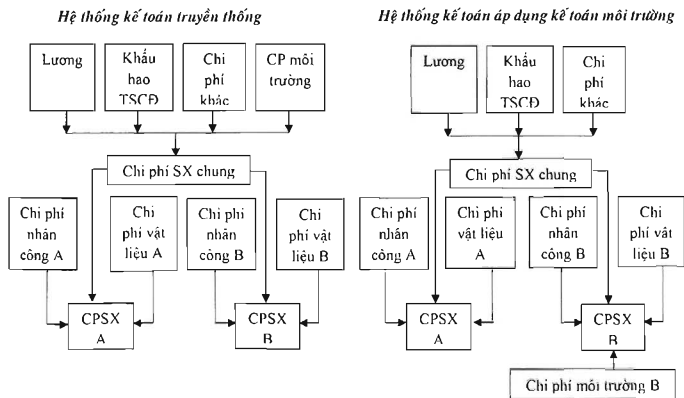 Hệ thống kế toán truyền thống
Lương
Khấu
hao
TSCĐ
Chi
phí
khác
CP môi
trường
Chi phí SX chung
Chi phí
nhân
công A
Chi
phí vật
liệu A
Chi phí
nhân
công B
Chi
phí vật
liệu B
CPSX
A
CPSX
B
Hệ thống kế toán áp dụng kế toán môi trường
Lương
Khấu
hao
TSCĐ
Chi
phí
khác
Chi phí SX chung
Chi phí
nhân
công A
Chi phí
vật liệu
A
Chi phí
nhân
công B
Chi
phí vật
liệu B
CPSX
A
CPSX
B
Chi phí môi trường B